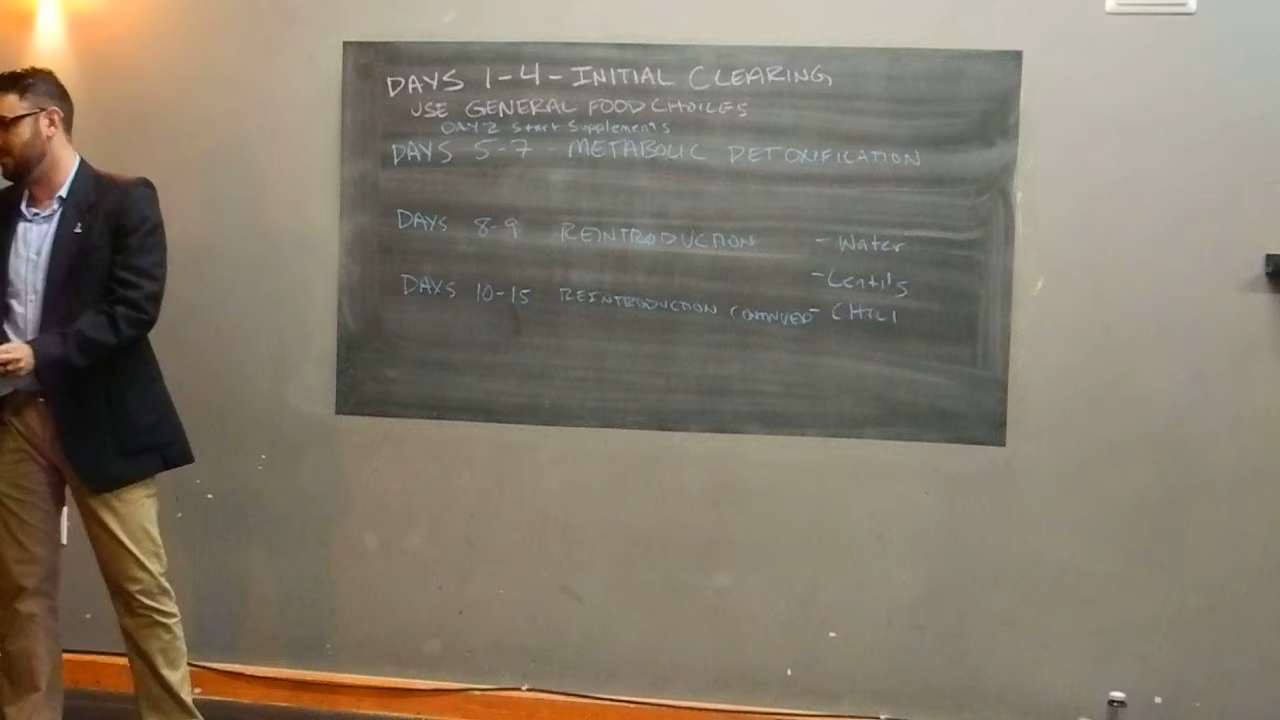 DAYS 1-4 - INITIAL CLEARING,
USE GENERAL FOOD CHOICES
DAY 2 Start Supplements
DAYS 5-7 - METABOLIC DETOXIFICATION
DAYS 8-9 REINTRODUCTION - Water
- Lentils
DAYS 10-15 REINTRODUCTION CONTINUED - CHILI